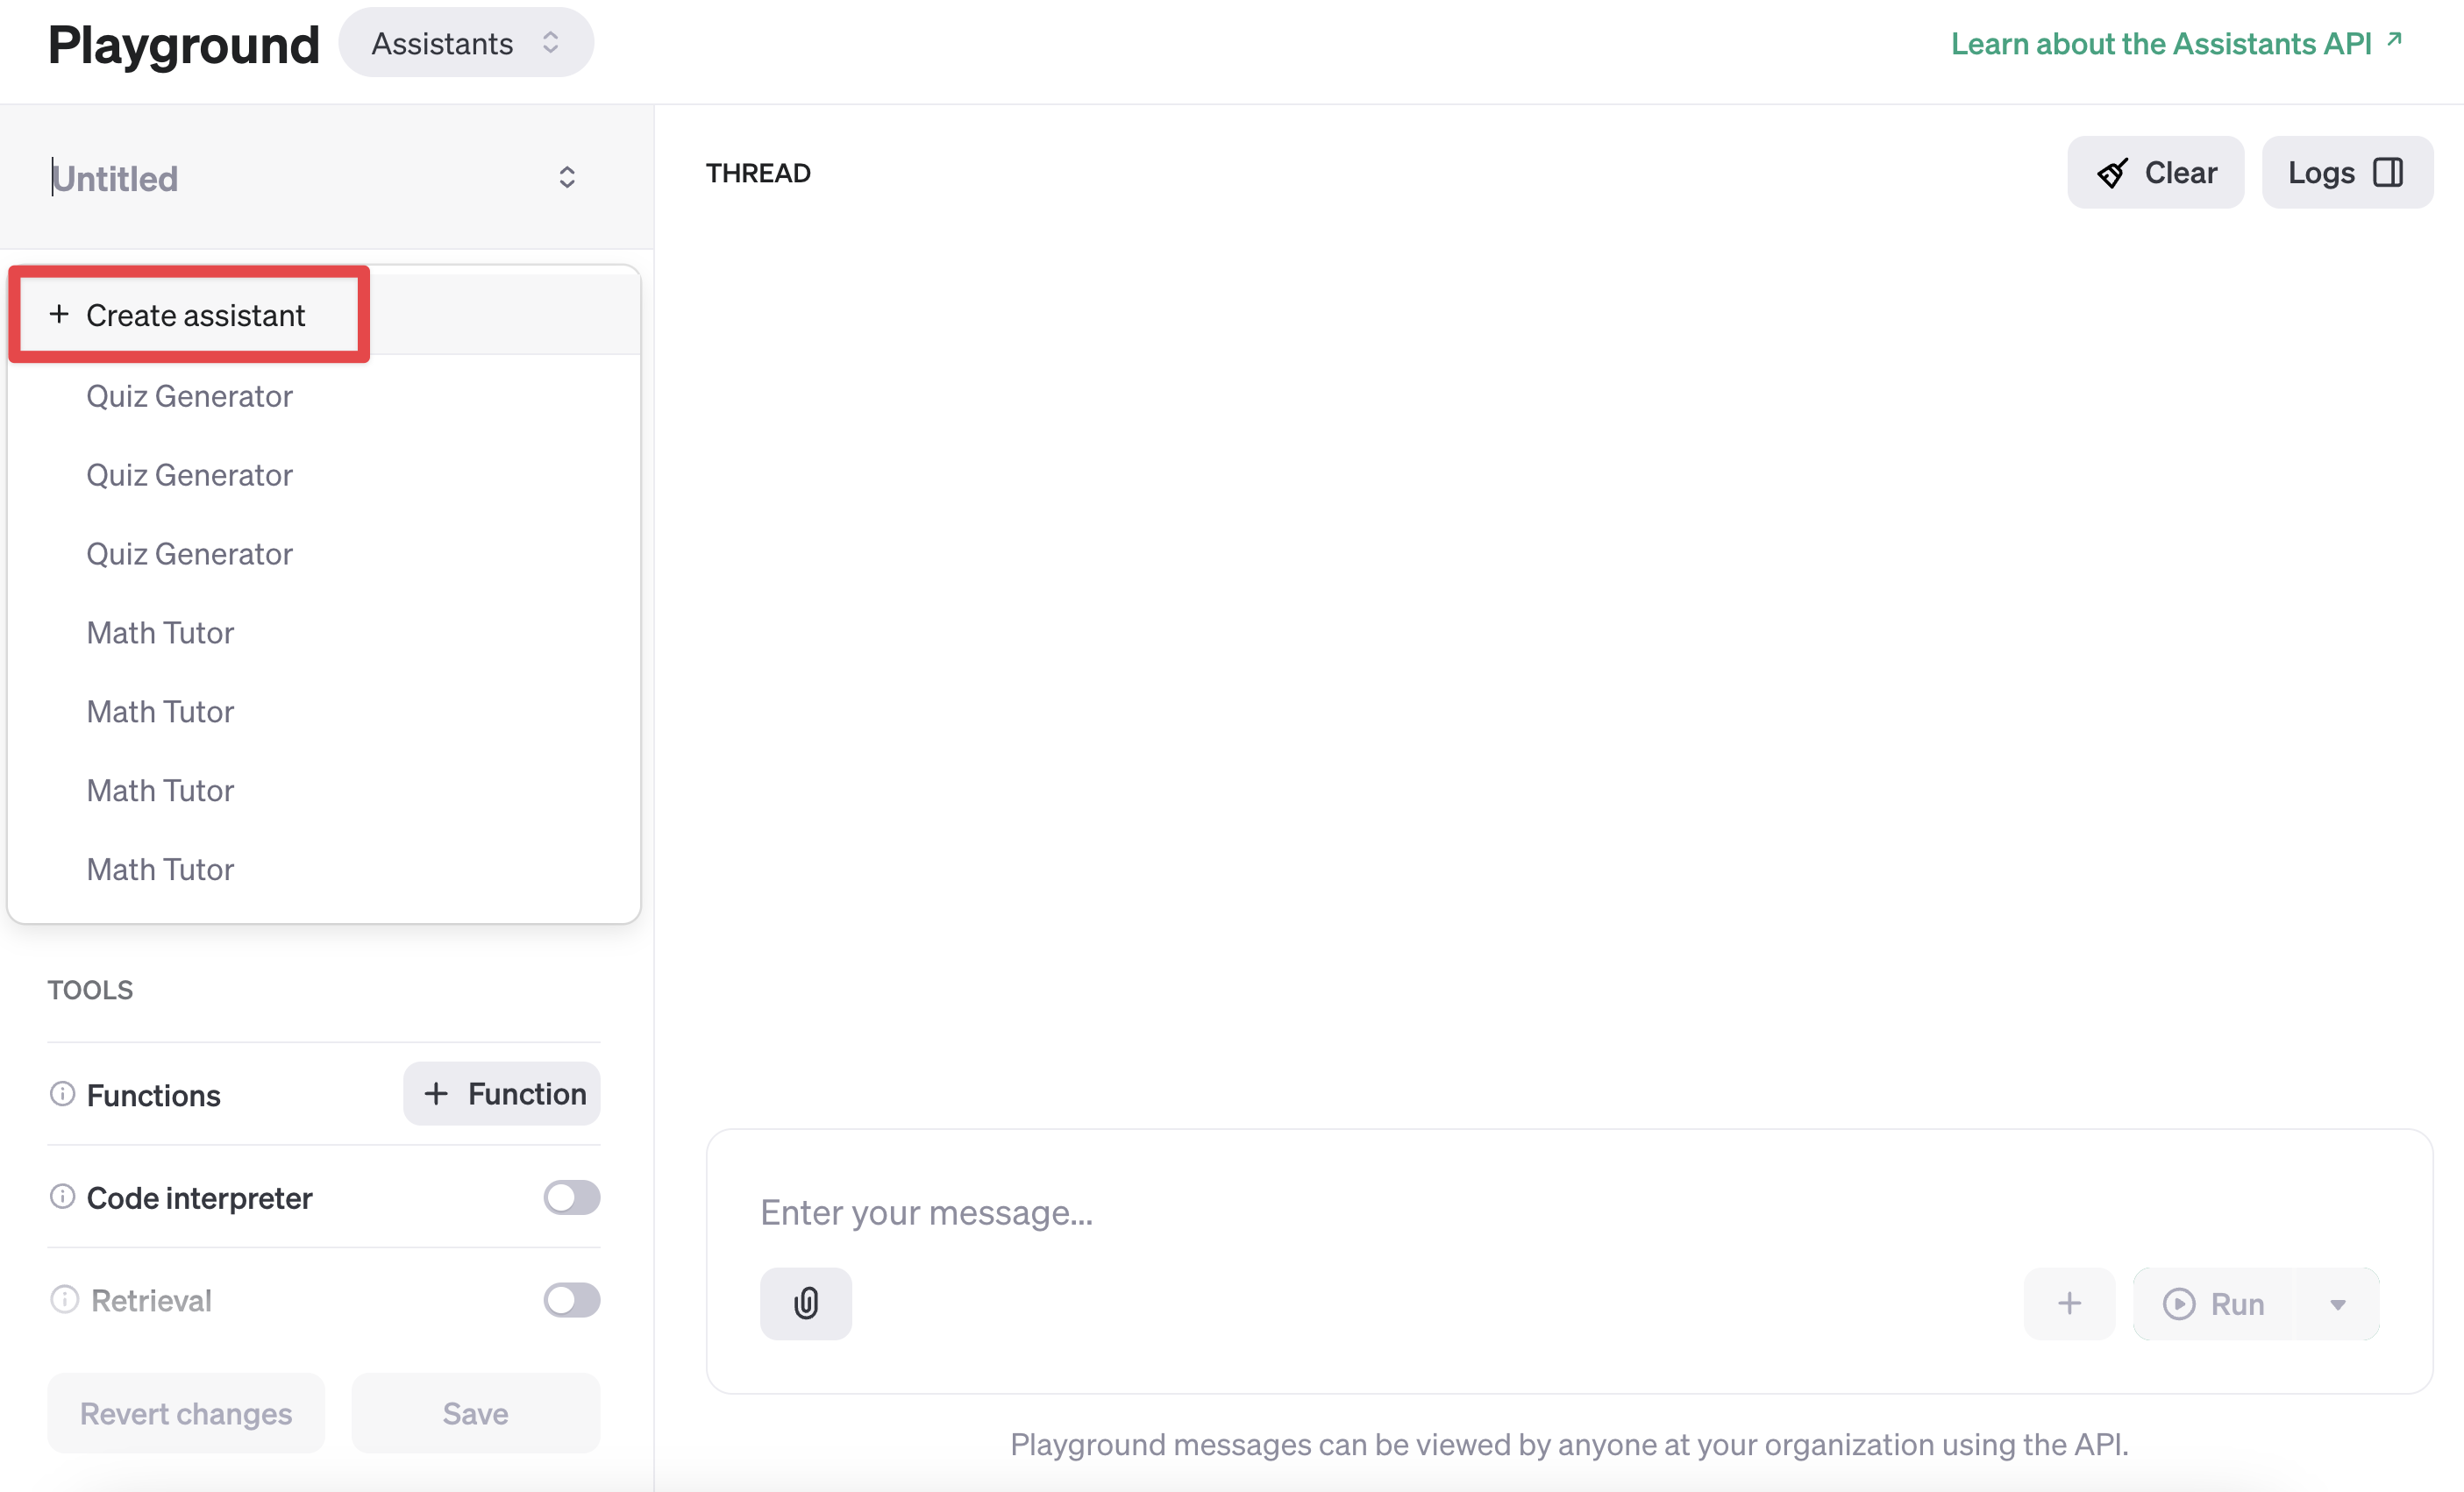 Playground
Assistants
Learn about the Assistants API
Untitled
THREAD
Clear
Logs
+ Create assistant
Quiz Generator
Quiz Generator
Quiz Generator
Math Tutor
Math Tutor
Math Tutor
Math Tutor
TOOLS
Functions
+ Function
Code interpreter
Retrieval
Revert changes
Save
Enter your message...
+
Run
Playground messages can be viewed by anyone at your organization using the API.